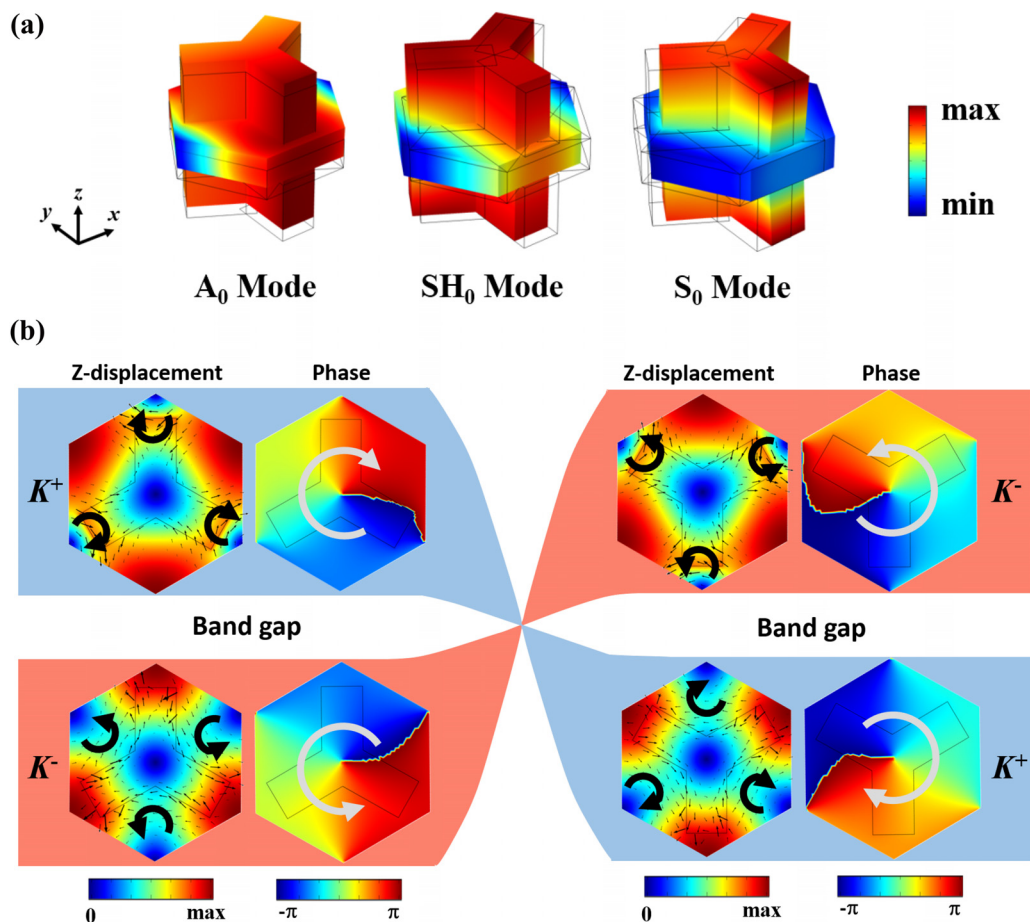 (a)
max
min
z
y
x
A₀ Mode
SH₀ Mode
S₀ Mode
(b)
Z-displacement
Phase
Z-displacement
Phase
K⁺
K⁻
Band gap
Band gap
K⁻
K⁺
0
max
-π
π
0
max
-π
π